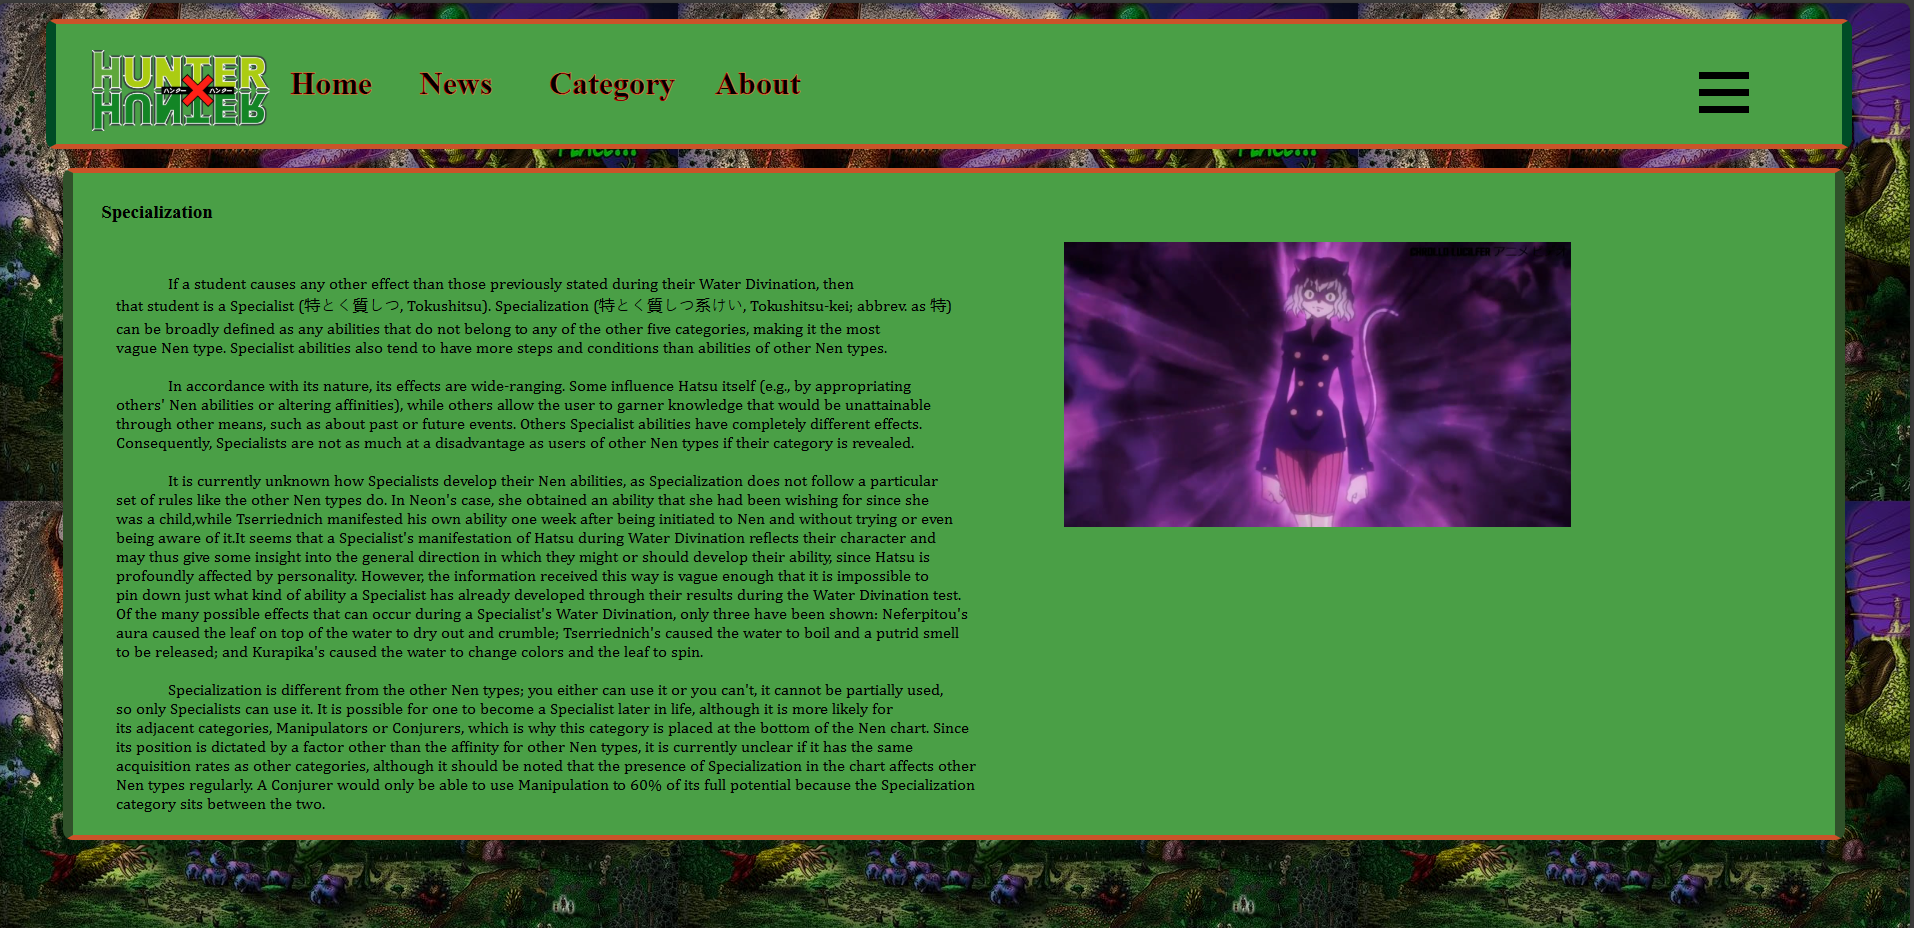 HUNTER
ハンター × ハンター
HUNTER
Home News Category About
Specialization
If a student causes any other effect than those previously stated during their Water Divination, then
that student is a Specialist (特とく質しつ, Tokushitsu). Specialization (特とく質しつ系けい, Tokushitsu-kei; abbrev. as 特)
can be broadly defined as any abilities that do not belong to any of the other five categories, making it the most
vague Nen type. Specialist abilities also tend to have more steps and conditions than abilities of other Nen types.
In accordance with its nature, its effects are wide-ranging. Some influence Hatsu itself (e.g., by appropriating
others' Nen abilities or altering affinities), while others allow the user to garner knowledge that would be unattainable
through other means, such as about past or future events. Others Specialist abilities have completely different effects.
Consequently, Specialists are not as much at a disadvantage as users of other Nen types if their category is revealed.
It is currently unknown how Specialists develop their Nen abilities, as Specialization does not follow a particular
set of rules like the other Nen types do. In Neon's case, she obtained an ability that she had been wishing for since she
was a child,while Tserriednich manifested his own ability one week after being initiated to Nen and without trying or even
being aware of it.It seems that a Specialist's manifestation of Hatsu during Water Divination reflects their character and
may thus give some insight into the general direction in which they might or should develop their ability, since Hatsu is
profoundly affected by personality. However, the information received this way is vague enough that it is impossible to
pin down just what kind of ability a Specialist has already developed through their results during the Water Divination test.
Of the many possible effects that can occur during a Specialist's Water Divination, only three have been shown: Neferpitou's
aura caused the leaf on top of the water to dry out and crumble; Tserriednich's caused the water to boil and a putrid smell
to be released; and Kurapika's caused the water to change colors and the leaf to spin.
Specialization is different from the other Nen types; you either can use it or you can't, it cannot be partially used,
so only Specialists can use it. It is possible for one to become a Specialist later in life, although it is more likely for
its adjacent categories, Manipulators or Conjurers, which is why this category is placed at the bottom of the Nen chart. Since
its position is dictated by a factor other than the affinity for other Nen types, it is currently unclear if it has the same
acquisition rates as other categories, although it should be noted that the presence of Specialization in the chart affects other
Nen types regularly. A Conjurer would only be able to use Manipulation to 60% of its full potential because the Specialization
category sits between the two.